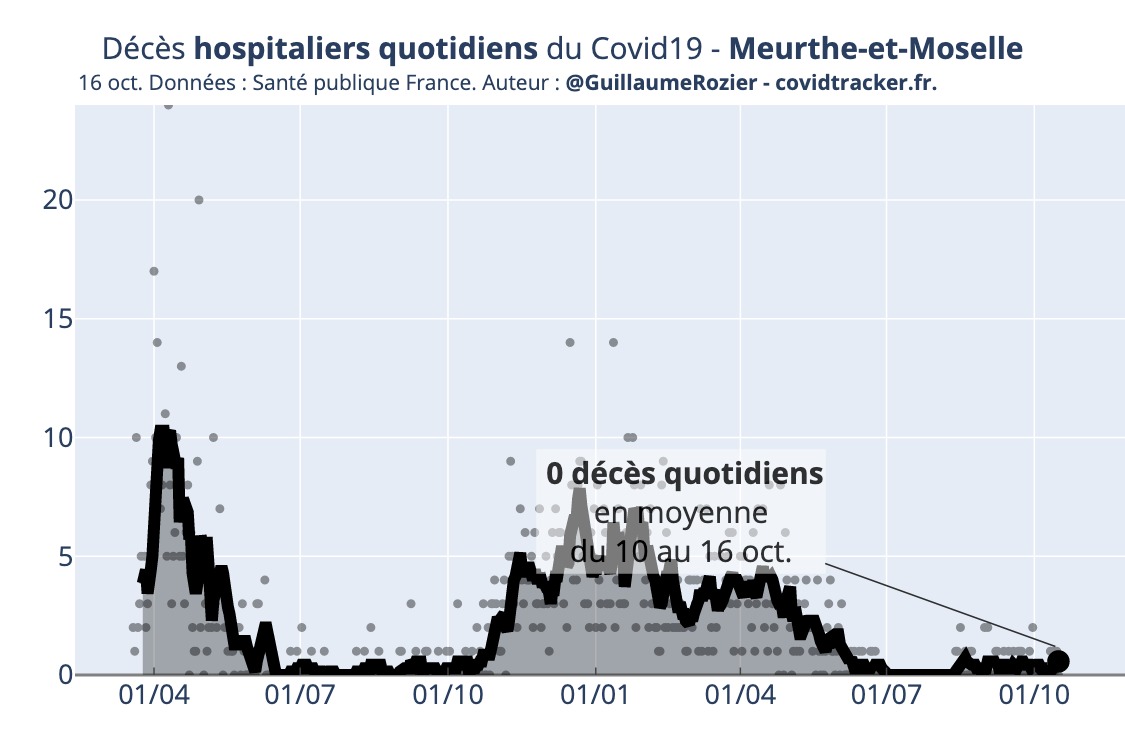 Décès hospitaliers quotidiens du Covid19 - Meurthe-et-Moselle
16 oct. Données : Santé publique France. Auteur : @GuillaumeRozier - covidtracker.fr.
20
15
10
5
0
0 décès quotidiens
en moyenne
du 10 au 16 oct.
01/04 01/07 01/10 01/01 01/04 01/07 01/10